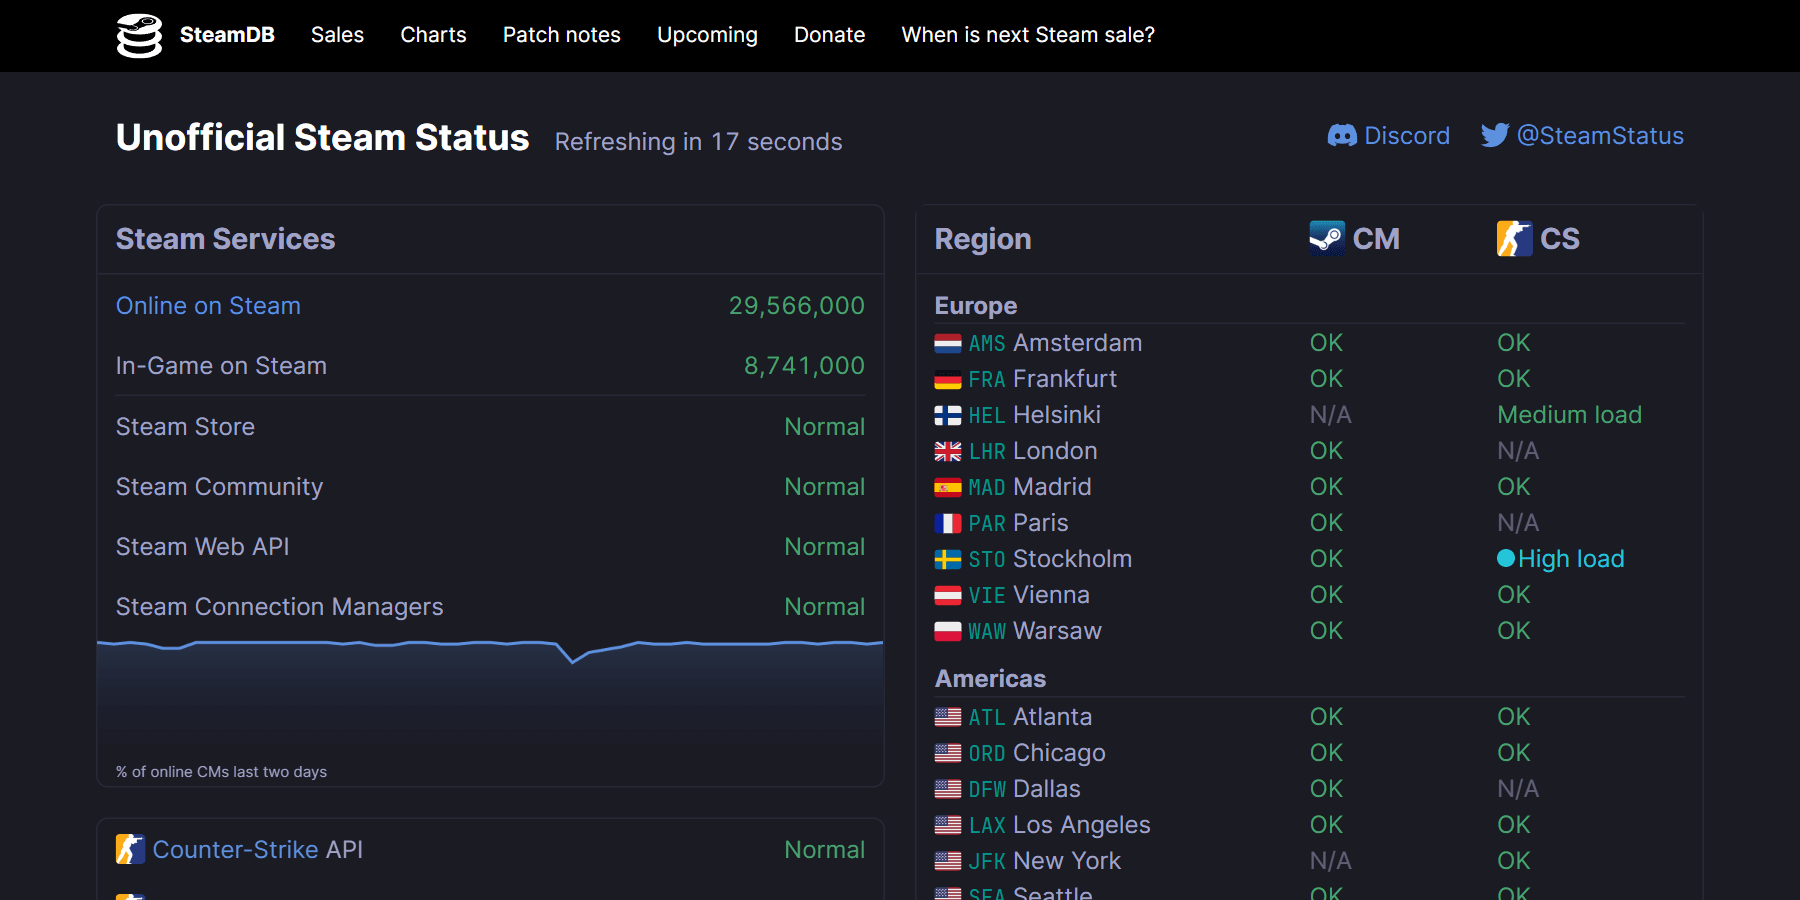 SteamDB Sales Charts Patch notes Upcoming Donate When is next Steam sale?
Unofficial Steam Status Refreshing in 17 seconds
Discord @SteamStatus
Steam Services
Online on Steam 29,566,000
In-Game on Steam 8,741,000
Steam Store Normal
Steam Community Normal
Steam Web API Normal
Steam Connection Managers Normal
% of online CMs last two days
Counter-Strike API Normal
Region CM CS
Europe
AMS Amsterdam OK OK
FRA Frankfurt OK OK
HEL Helsinki N/A Medium load
LHR London OK N/A
MAD Madrid OK OK
PAR Paris OK N/A
STO Stockholm OK High load
VIE Vienna OK OK
WAW Warsaw OK OK
Americas
ATL Atlanta OK OK
ORD Chicago OK OK
DFW Dallas OK N/A
LAX Los Angeles OK OK
JFK New York N/A OK
SEA Seattle OK OK